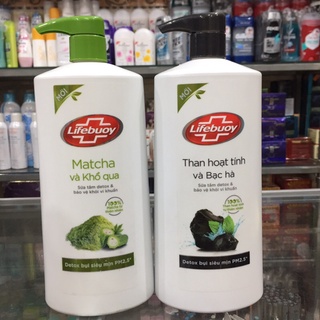 MỚI
Lifebuoy
Matcha
và Khổ qua
Sữa tắm detox &
bảo vệ khỏi vi khuẩn
Detox bụi siêu mịn PM2.5*
MỚI
Lifebuoy
Than hoạt tính
và Bạc hà
Sữa tắm detox &
bảo vệ khỏi vi khuẩn
Detox bụi siêu mịn PM2.5*